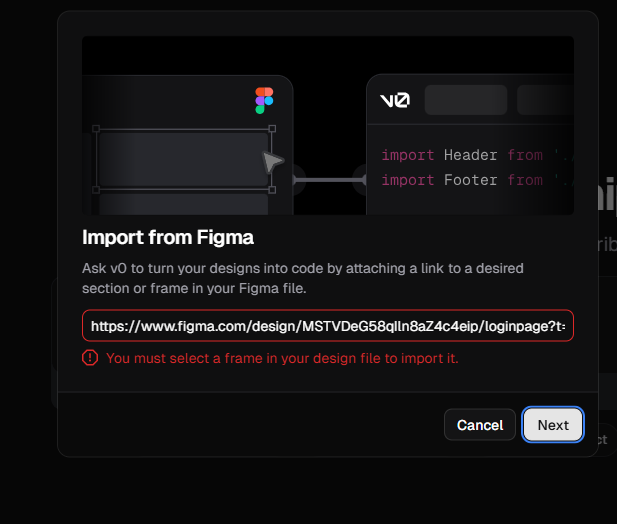 v0
import Header from './
import Footer from './
Import from Figma
Ask v0 to turn your designs into code by attaching a link to a desired
section or frame in your Figma file.
https://www.figma.com/design/MSTVDeG58qlln8aZ4c4eip/loginpage?t=
You must select a frame in your design file to import it.
Cancel
Next